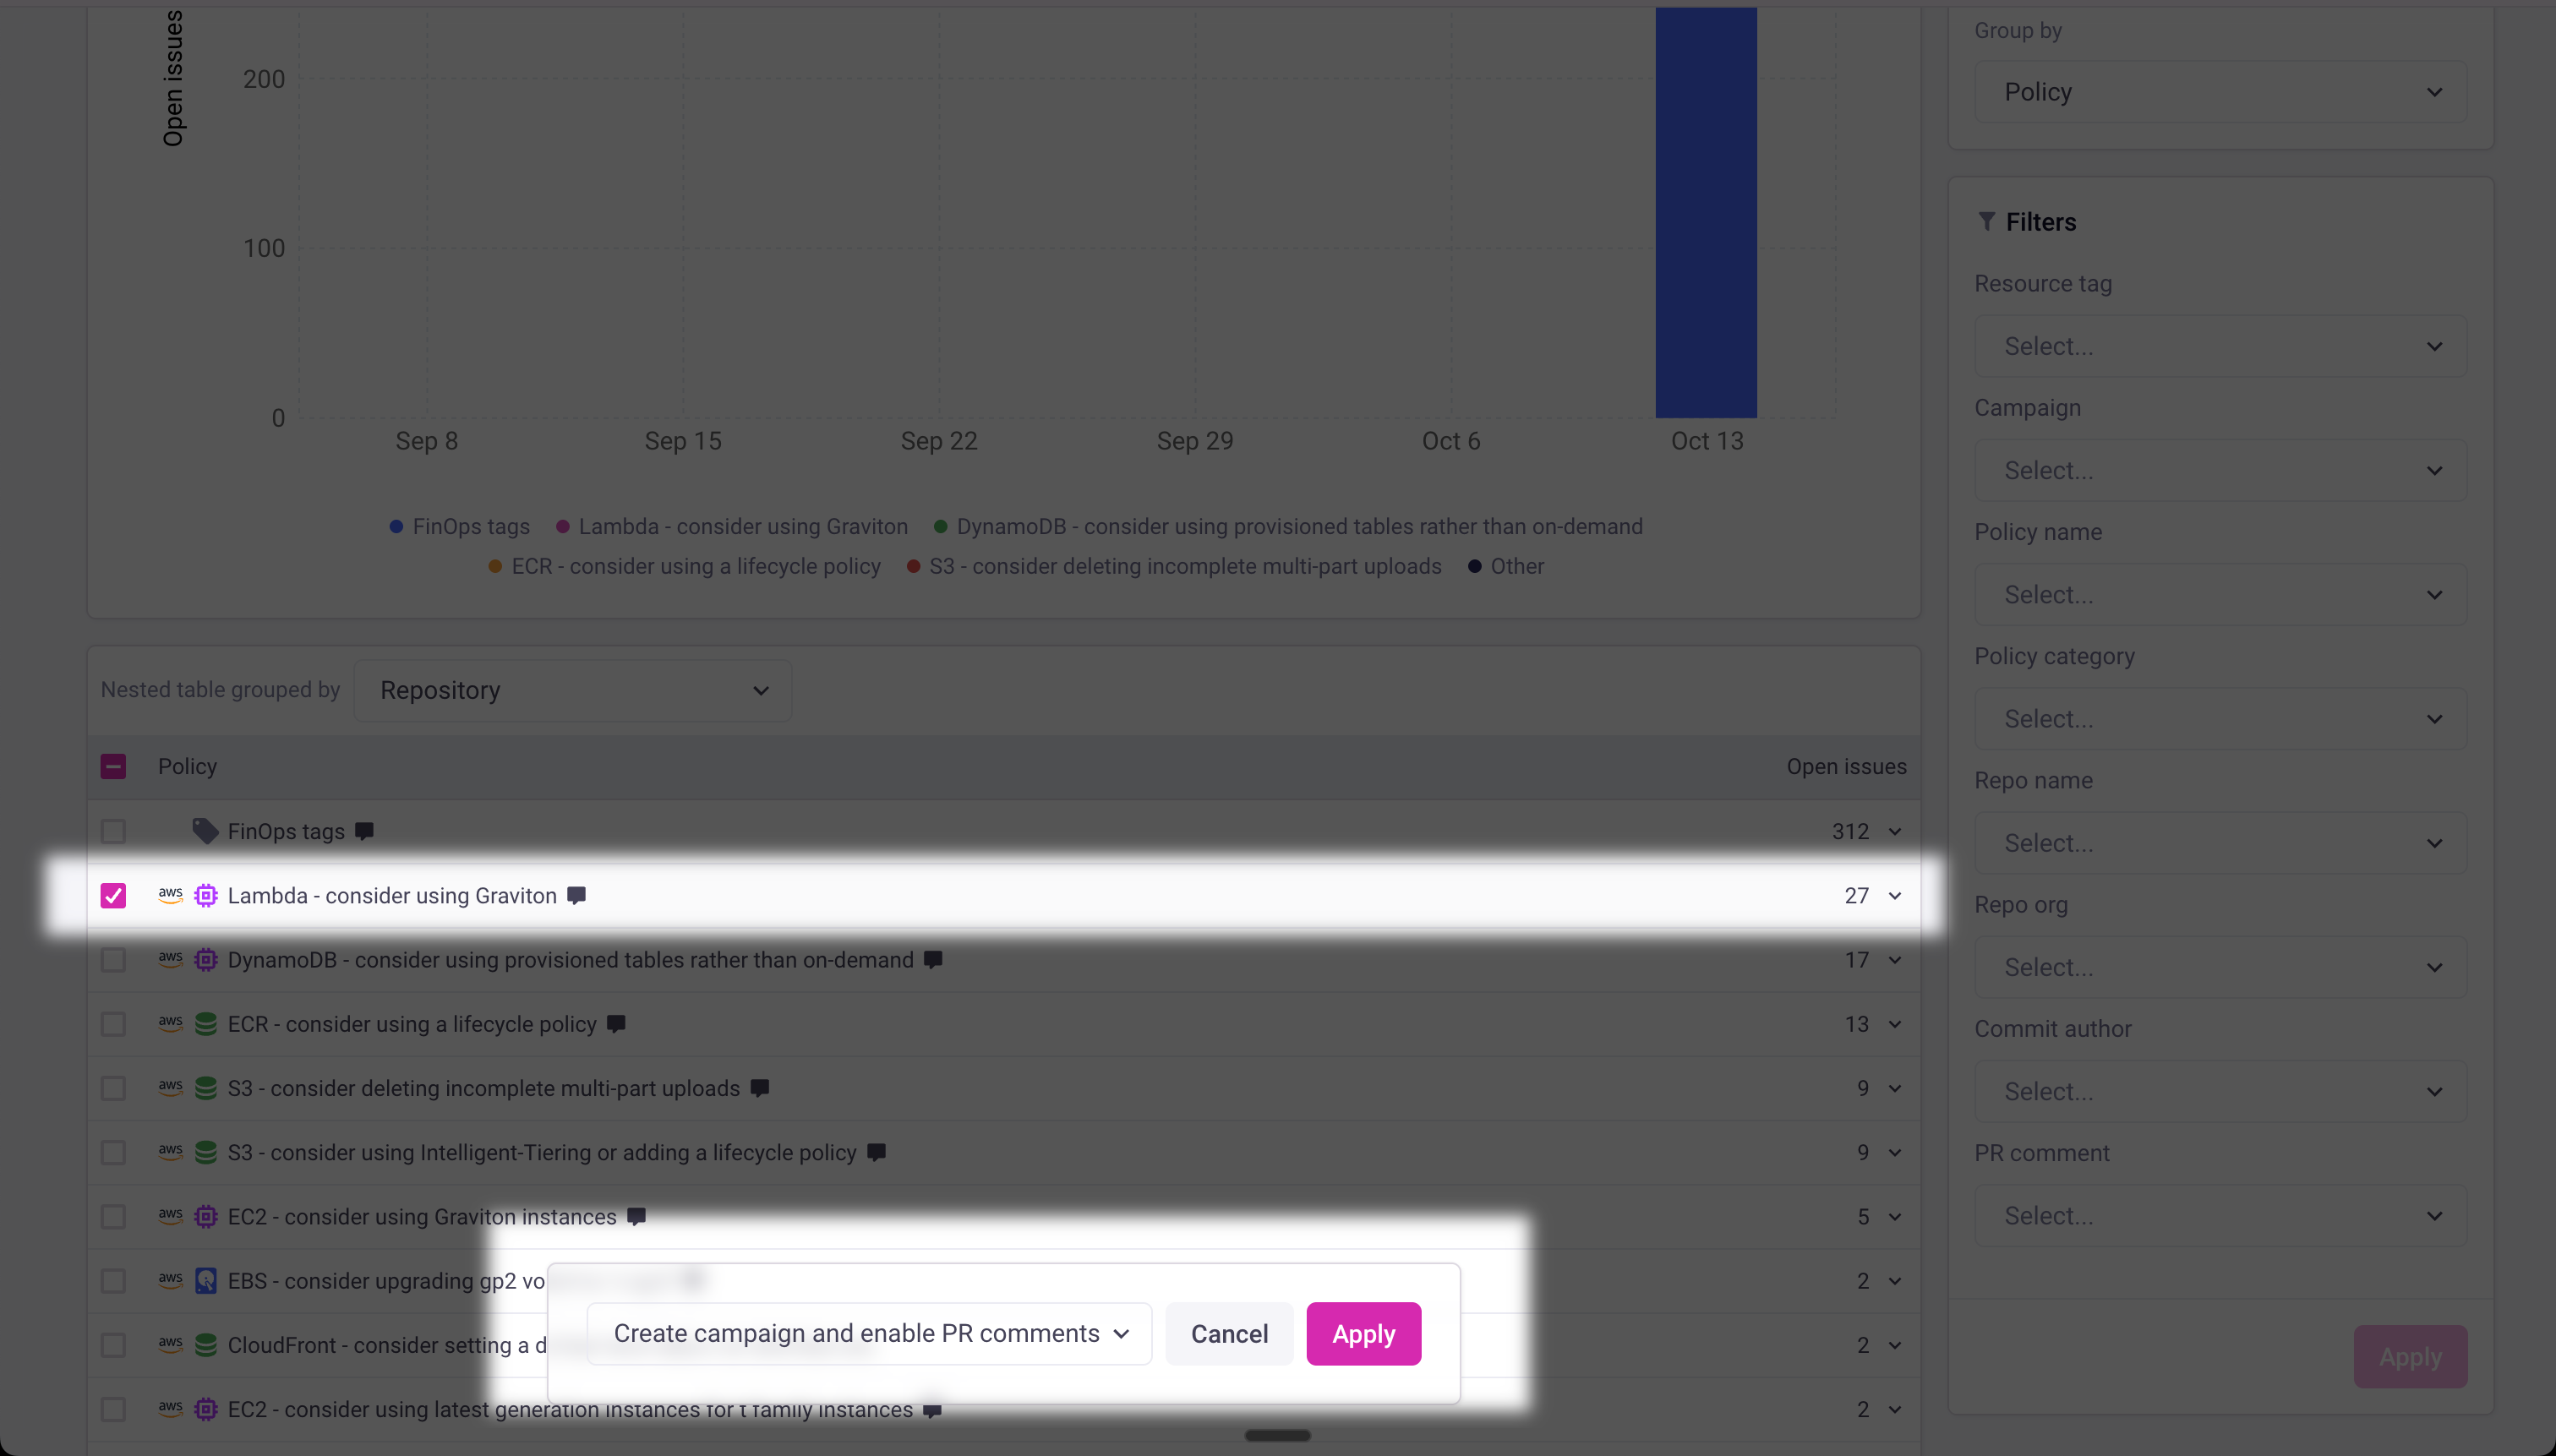 Open issues
200
100
0
Sep 8
Sep 15
Sep 22
Sep 29
Oct 6
Oct 13
FinOps tags
Lambda - consider using Graviton
DynamoDB - consider using provisioned tables rather than on-demand
ECR - consider using a lifecycle policy
S3 - consider deleting incomplete multi-part uploads
Other
Nested table grouped by Repository
Policy Open issues
FinOps tags 312
aws Lambda - consider using Graviton 27
aws DynamoDB - consider using provisioned tables rather than on-demand 17
aws ECR - consider using a lifecycle policy 13
aws S3 - consider deleting incomplete multi-part uploads 9
aws S3 - consider using Intelligent-Tiering or adding a lifecycle policy 9
aws EC2 - consider using Graviton instances 5
aws EBS - consider upgrading gp2 vo 2
Create campaign and enable PR comments Cancel Apply
aws CloudFront - consider setting a d 2
aws EC2 - consider using latest generation instances for t family instances 2
Group by
Policy
Filters
Resource tag
Select...
Campaign
Select...
Policy name
Select...
Policy category
Select...
Repo name
Select...
Repo org
Select...
Commit author
Select...
PR comment
Select...
Apply